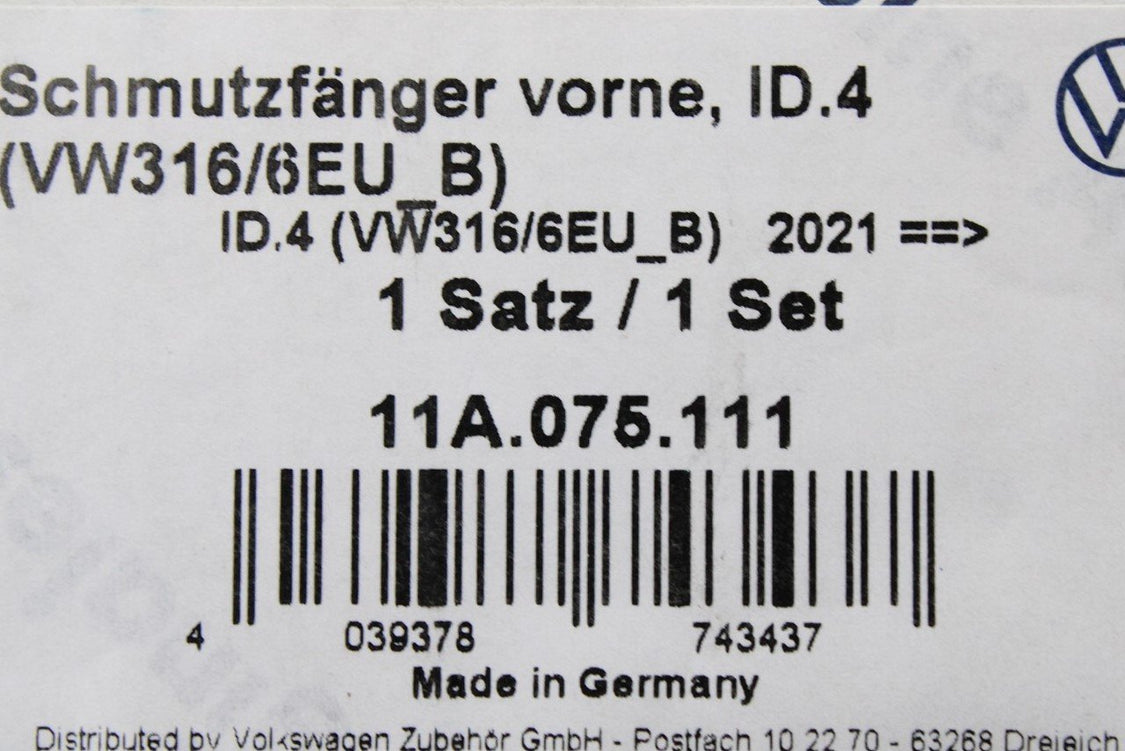 Schmutzfänger vorne, ID.4
(VW316/6EU_B)
ID.4 (VW316/6EU_B) 2021 ==>
1 Satz / 1 Set
11A.075.111
4 039378 743437
Made in Germany
Distributed by Volkswagen Zubehör GmbH - Postfach 10 22 70 - 63268 Dreieich